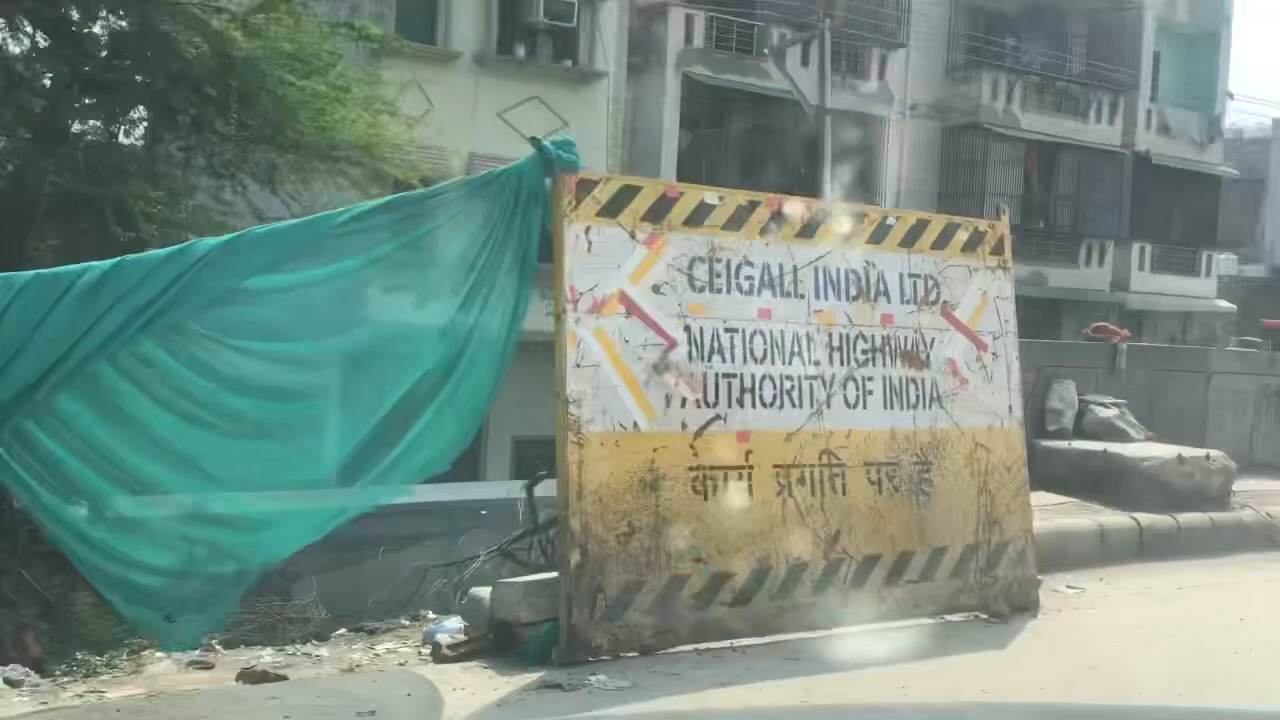 CEIGALL INDIA LTD.
NATIONAL HIGHWAY
AUTHORITY OF INDIA
कार्य प्रगति पर है